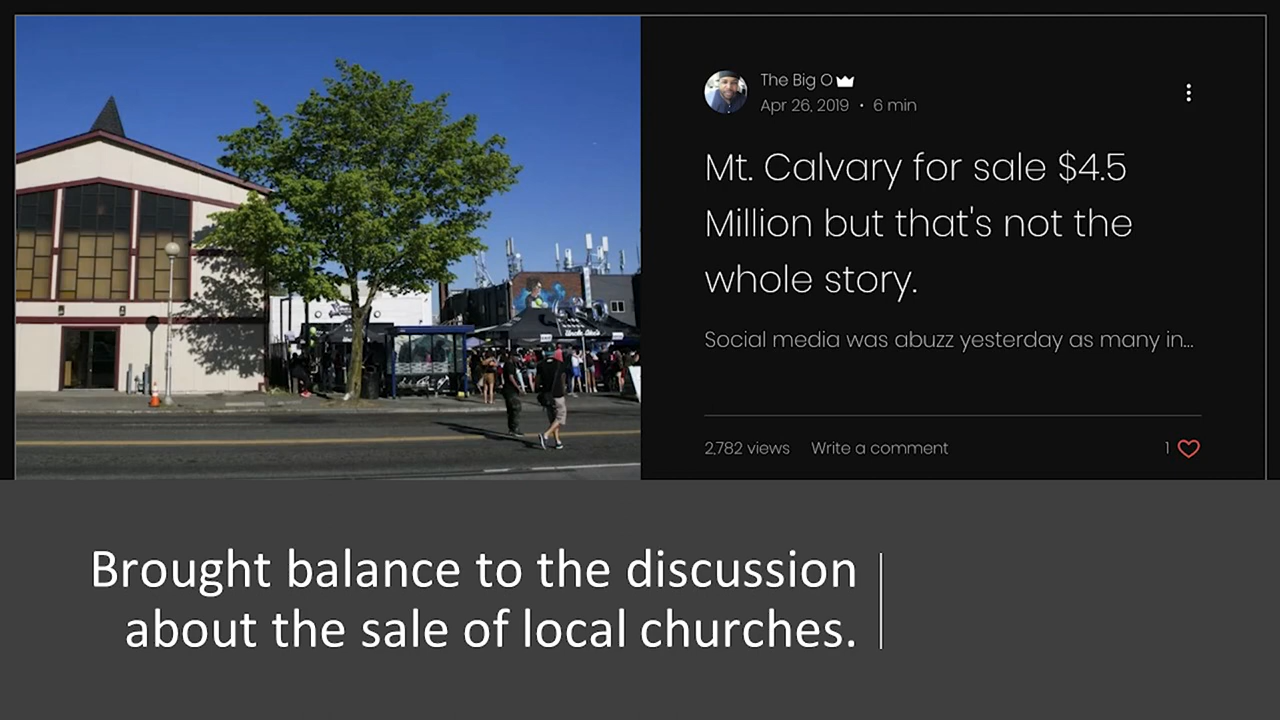 The Big O
Apr 26, 2019 • 6 min
Mt. Calvary for sale $4.5
Million but that's not the
whole story.
Social media was abuzz yesterday as many in...
2,782 views Write a comment 1
Brought balance to the discussion
about the sale of local churches.